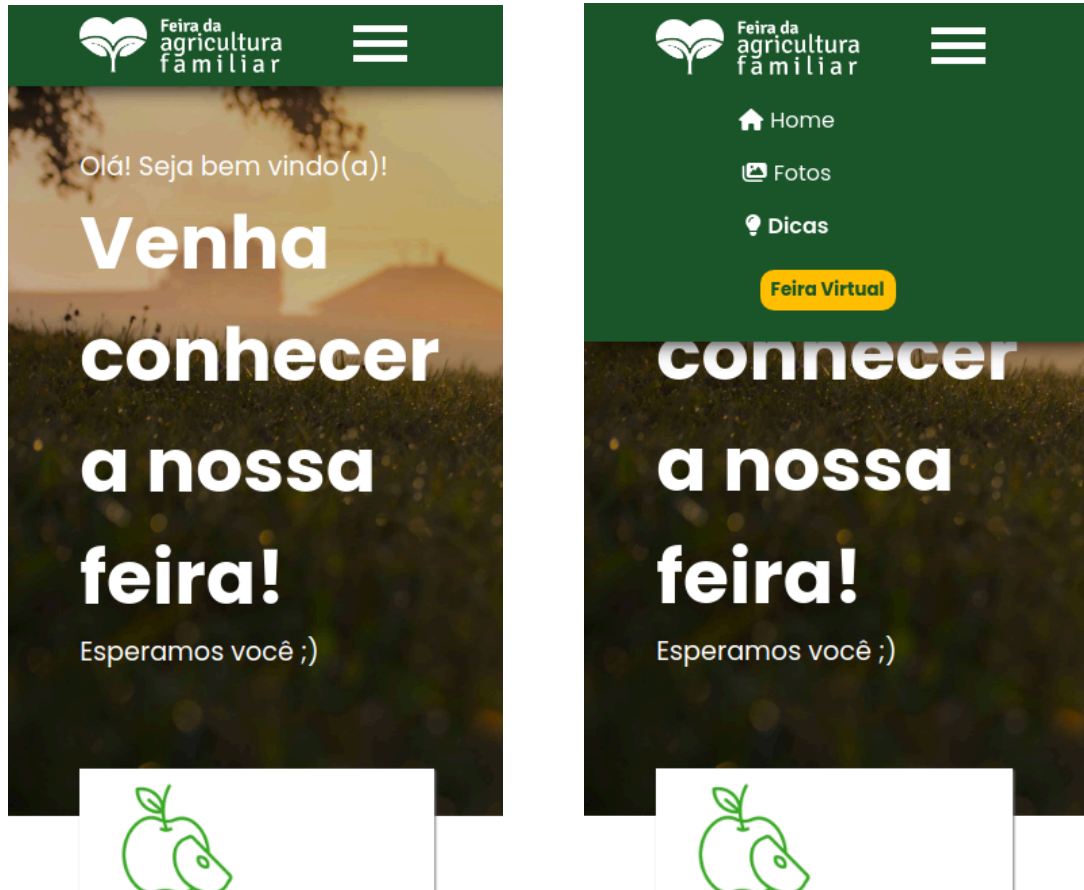 Feira da
agricultura
familiar
Olá! Seja bem vindo(a)!
Venha
conhecer
a nossa
feira!
Esperamos você ;)
Feira da
agricultura
familiar
Home
Fotos
Dicas
Feira Virtual
conhecer
a nossa
feira!
Esperamos você ;)